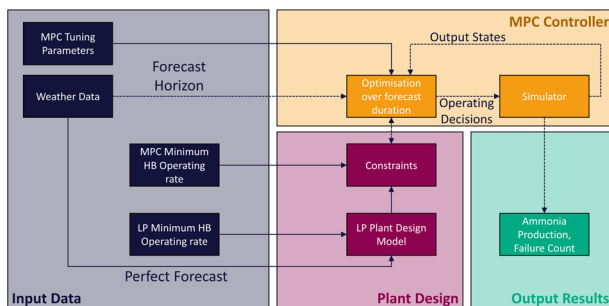 MPC Controller
MPC Tuning
Parameters
Output States
Forecast
Horizon
Weather Data
Optimisation
over forecast
duration
Operating
Decisions
Simulator
MPC Minimum
HB Operating
rate
Constraints
LP Minimum HB
Operating rate
LP Plant Design
Model
Ammonia
Production,
Failure Count
Perfect Forecast
Input Data
Plant Design
Output Results